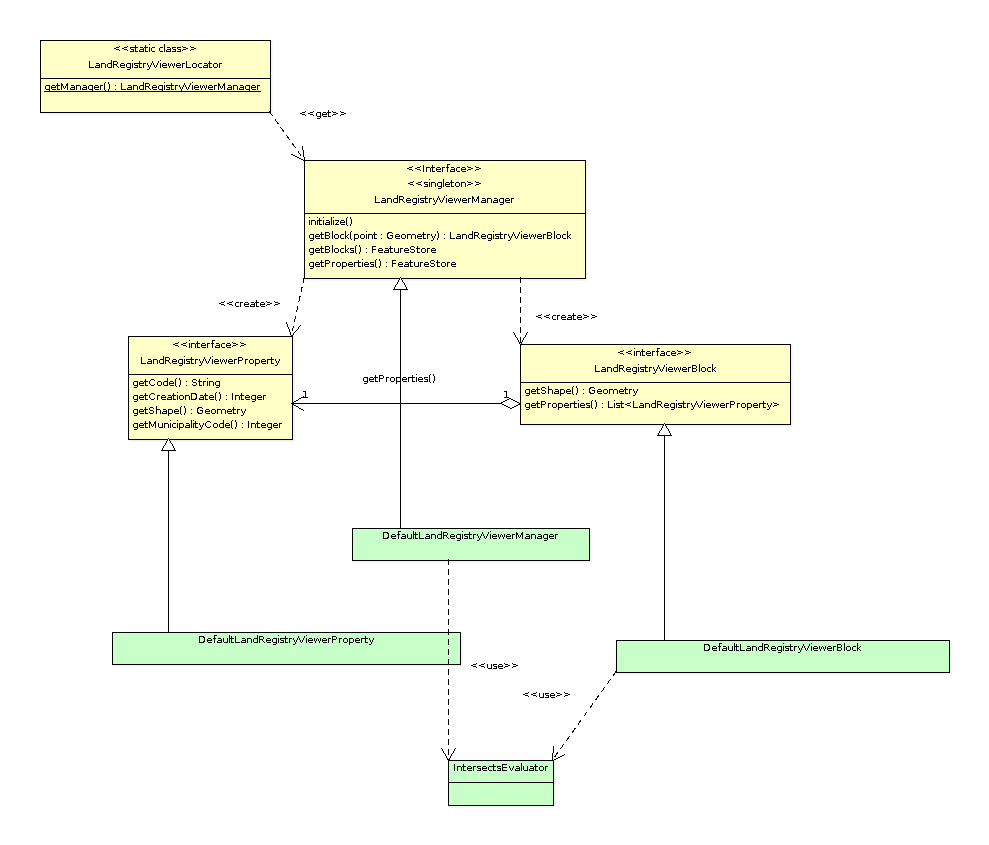 <<static class>>
LandRegistryViewerLocator
getManager() : LandRegistryViewerManager
<<get>>
<<Interface>>
<<singleton>>
LandRegistryViewerManager
initialize()
getBlock(point : Geometry) : LandRegistryViewerBlock
getBlocks() : FeatureStore
getProperties() : FeatureStore
<<create>>
<<create>>
<<interface>>
LandRegistryViewerProperty
getCode() : String
getCreationDate() : Integer
getShape() : Geometry
getMunicipalityCode() : Integer
getProperties()
1
1
<<interface>>
LandRegistryViewerBlock
getShape() : Geometry
getProperties() : List<LandRegistryViewerProperty>
DefaultLandRegistryViewerManager
DefaultLandRegistryViewerProperty
DefaultLandRegistryViewerBlock
<<use>>
<<use>>
IntersectsEvaluator